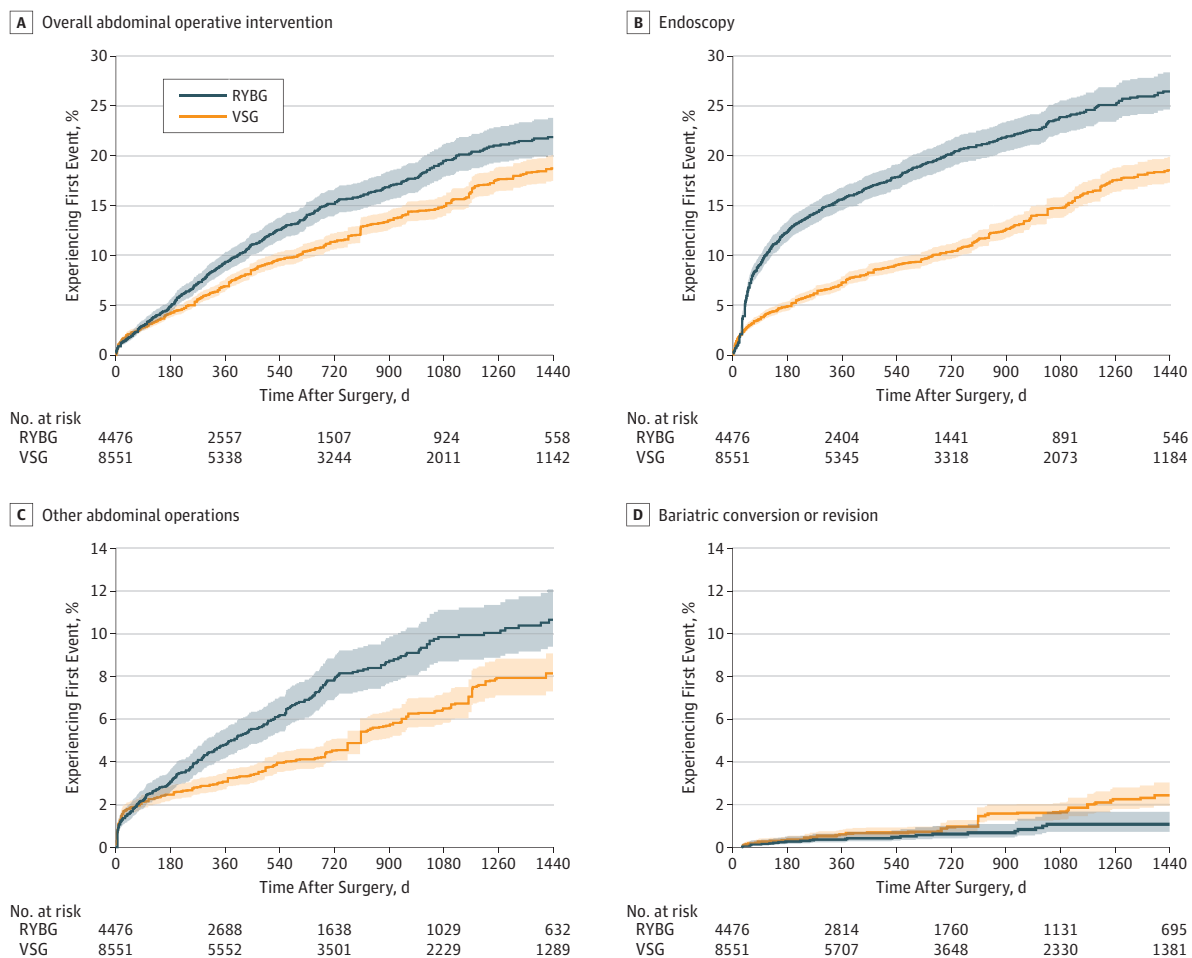 A Overall abdominal operative intervention
30
25
20
15
10
5
0
Experiencing First Event, %
RYBG
VSG
0 180 360 540 720 900 1080 1260 1440
Time After Surgery, d
No. at risk
RYBG 4476 2557 1507 924 558
VSG 8551 5338 3244 2011 1142
B Endoscopy
30
25
20
15
10
5
0
Experiencing First Event, %
0 180 360 540 720 900 1080 1260 1440
Time After Surgery, d
No. at risk
RYBG 4476 2404 1441 891 546
VSG 8551 5345 3318 2073 1184
C Other abdominal operations
14
12
10
8
6
4
2
0
Experiencing First Event, %
0 180 360 540 720 900 1080 1260 1440
Time After Surgery, d
No. at risk
RYBG 4476 2688 1638 1029 632
VSG 8551 5552 3501 2229 1289
D Bariatric conversion or revision
14
12
10
8
6
4
2
0
Experiencing First Event, %
0 180 360 540 720 900 1080 1260 1440
Time After Surgery, d
No. at risk
RYBG 4476 2814 1760 1131 695
VSG 8551 5707 3648 2330 1381